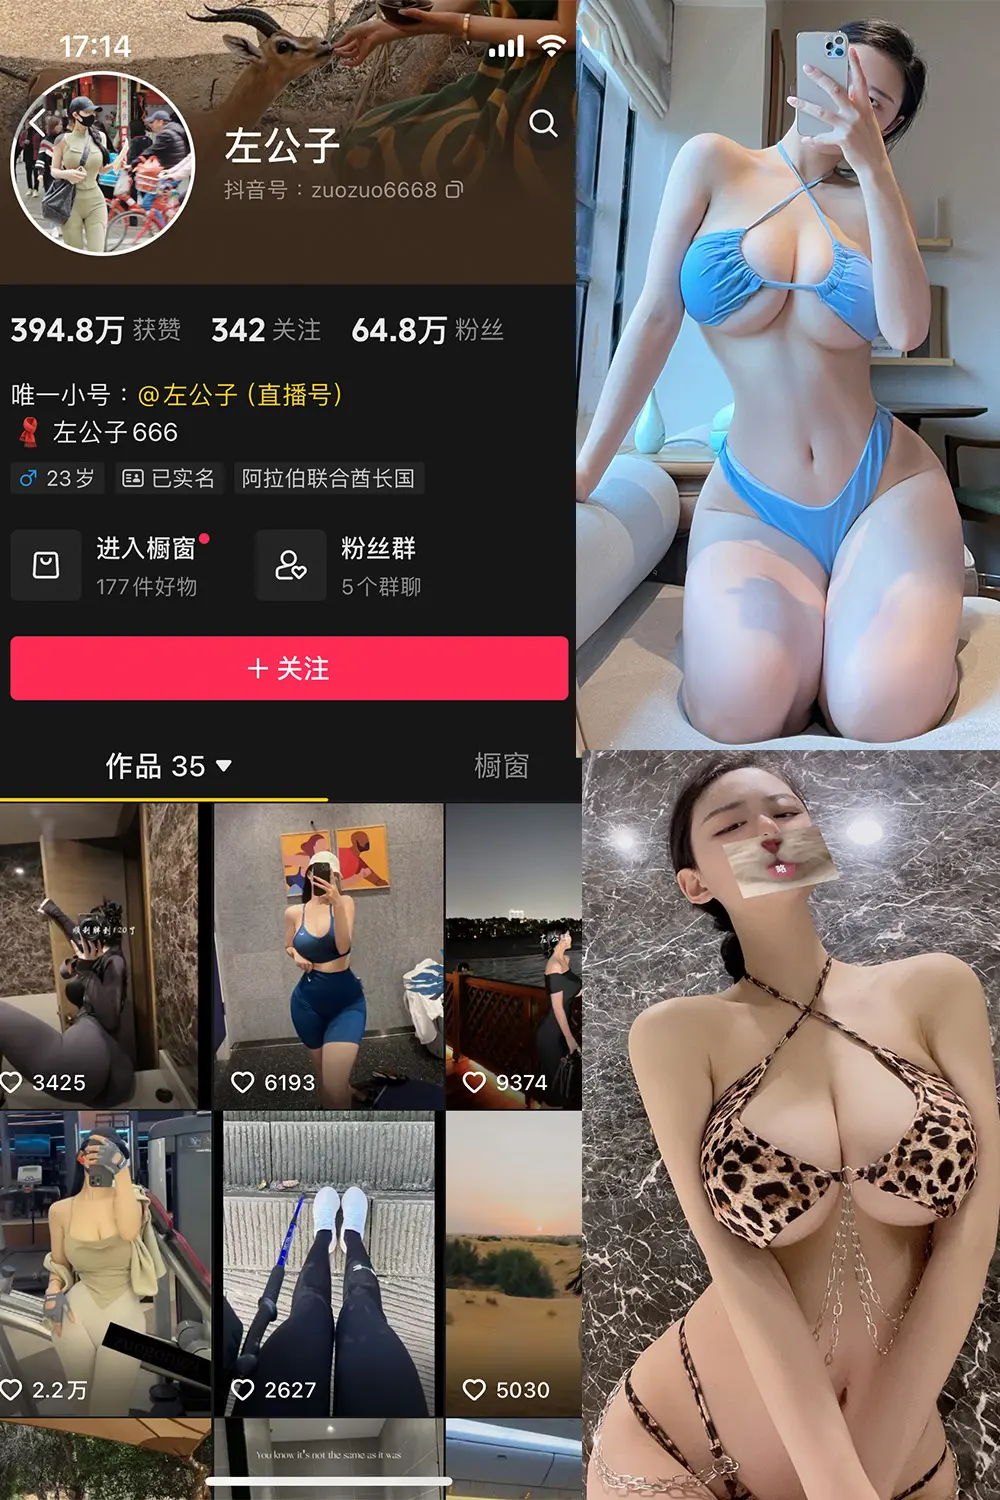 17:14
左公子
抖音号：zuozuo6668
394.8万 获赞 342 关注 64.8万 粉丝
唯一小号：@左公子（直播号）
左公子666
23岁 已实名 阿拉伯联合酋长国
进入橱窗 粉丝群
177件好物 5个群聊
+ 关注
作品 35 橱窗
3425 6193 9374
zuogongzi
2.2万 2627 5030
You know it's not the same as it was